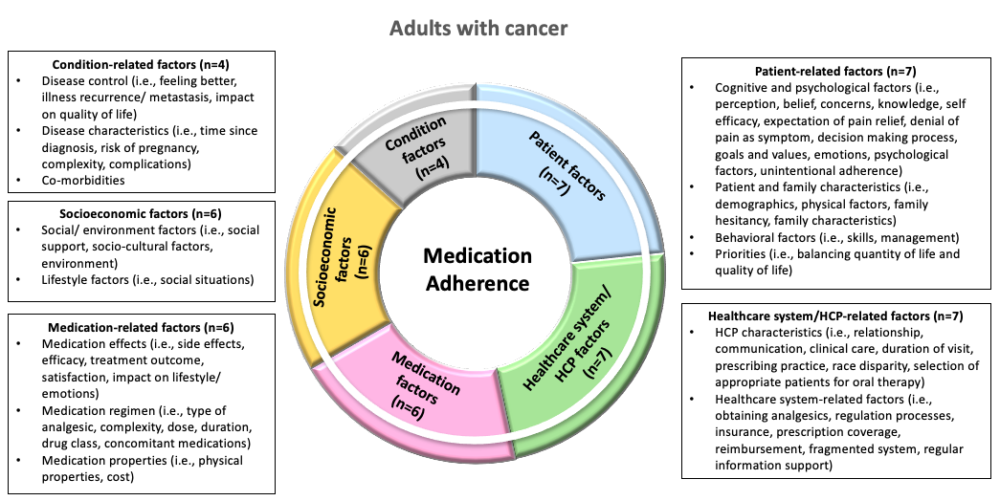 Adults with cancer
Condition-related factors (n=4)
• Disease control (i.e., feeling better,
illness recurrence/ metastasis, impact
on quality of life)
• Disease characteristics (i.e., time since
diagnosis, risk of pregnancy,
complexity, complications)
• Co-morbidities
Socioeconomic factors (n=6)
• Social/ environment factors (i.e., social
support, socio-cultural factors,
environment)
• Lifestyle factors (i.e., social situations)
Medication-related factors (n=6)
• Medication effects (i.e., side effects,
efficacy, treatment outcome,
satisfaction, impact on lifestyle/
emotions)
• Medication regimen (i.e., type of
analgesic, complexity, dose, duration,
drug class, concomitant medications)
• Medication properties (i.e., physical
properties, cost)
Condition
factors
(n=4)
Patient factors
(n=7)
Socioeconomic
factors
(n=6)
Medication
Adherence
Healthcare system/
HCP factors
(n=7)
Medication
factors
(n=6)
Patient-related factors (n=7)
• Cognitive and psychological factors (i.e.,
perception, belief, concerns, knowledge, self
efficacy, expectation of pain relief, denial of
pain as symptom, decision making process,
goals and values, emotions, psychological
factors, unintentional adherence)
• Patient and family characteristics (i.e.,
demographics, physical factors, family
hesitancy, family characteristics)
• Behavioral factors (i.e., skills, management)
• Priorities (i.e., balancing quantity of life and
quality of life)
Healthcare system/HCP-related factors (n=7)
• HCP characteristics (i.e., relationship,
communication, clinical care, duration of visit,
prescribing practice, race disparity, selection of
appropriate patients for oral therapy)
• Healthcare system-related factors (i.e.,
obtaining analgesics, regulation processes,
insurance, prescription coverage,
reimbursement, fragmented system, regular
information support)